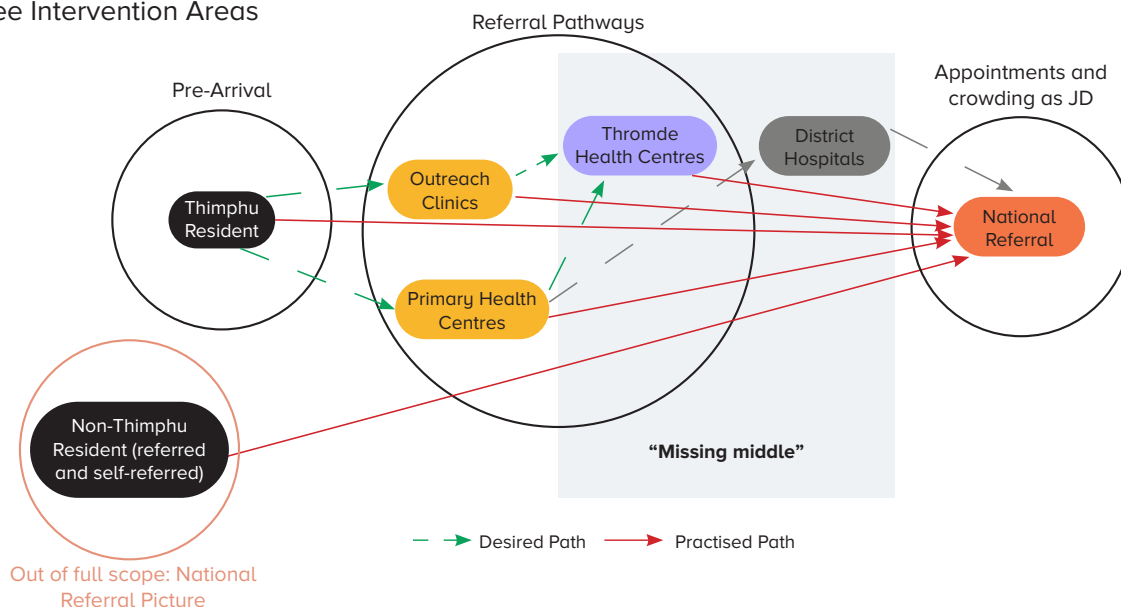 ee Intervention Areas
Referral Pathways
Pre-Arrival
Appointments and
crowding as JD
Thimphu
Resident
Outreach
Clinics
Primary Health
Centres
Thromde
Health Centres
District
Hospitals
National
Referral
Non-Thimphu
Resident (referred
and self-referred)
“Missing middle”
Desired Path
Practised Path
Out of full scope: National
Referral Picture